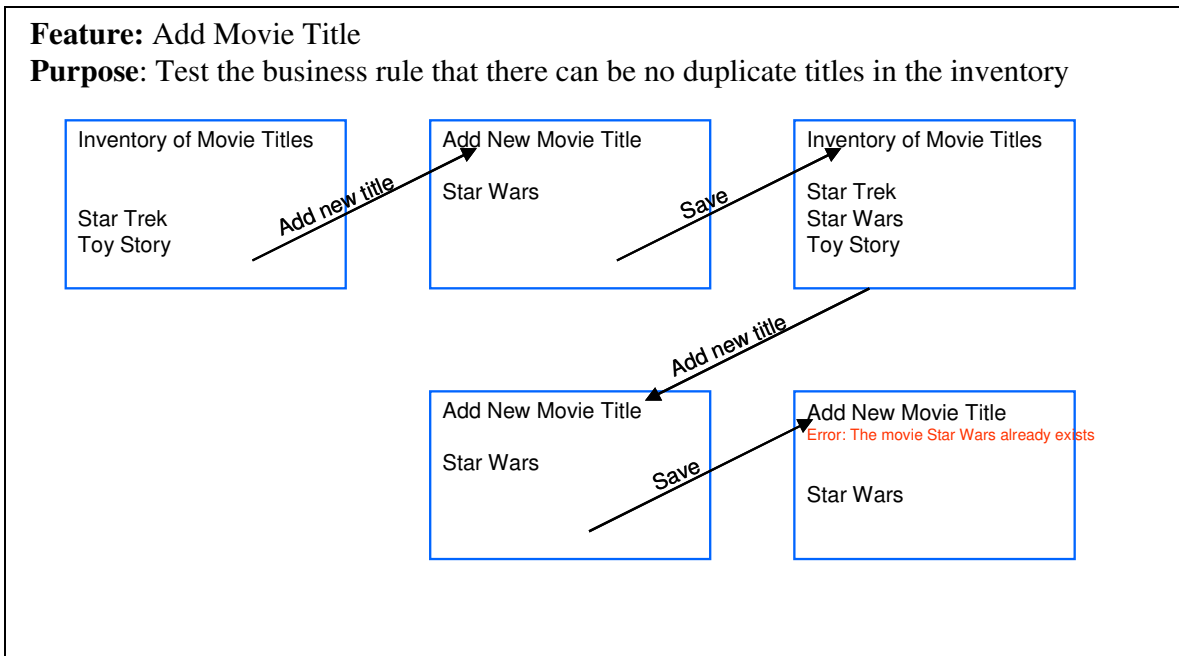 Feature: Add Movie Title
Purpose: Test the business rule that there can be no duplicate titles in the inventory
Inventory of Movie Titles
Star Trek
Toy Story
Add new title
Add New Movie Title
Star Wars
Save
Inventory of Movie Titles
Star Trek
Star Wars
Toy Story
Add new title
Add New Movie Title
Star Wars
Save
Add New Movie Title
Error: The movie Star Wars already exists
Star Wars